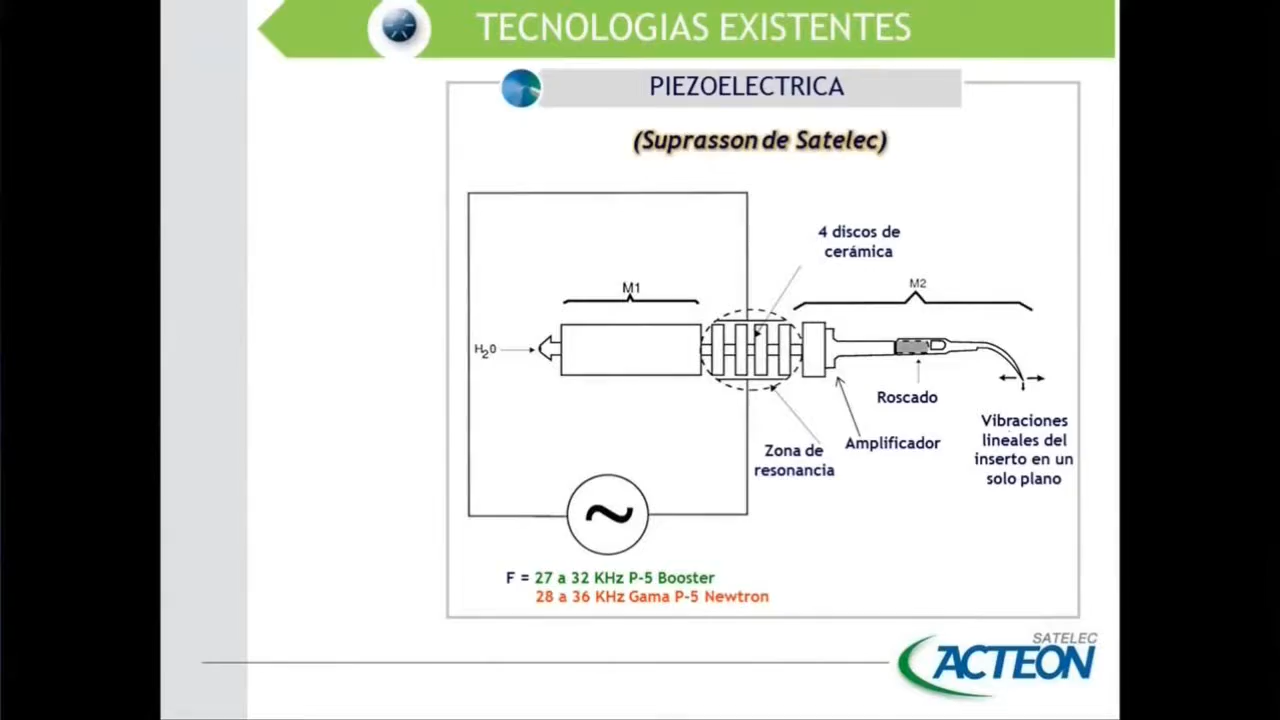 TECNOLOGIAS EXISTENTES
PIEZOELECTRICA
(Suprasson de Satelec)
4 discos de
cerámica
M1
M2
H20
Roscado
Amplificador
Zona de
resonancia
Vibraciones
lineales del
inserto en un
solo plano
F = 27 a 32 KHz P-5 Booster
28 a 36 KHz Gama P-5 Newtron
SATELEC
ACTEON